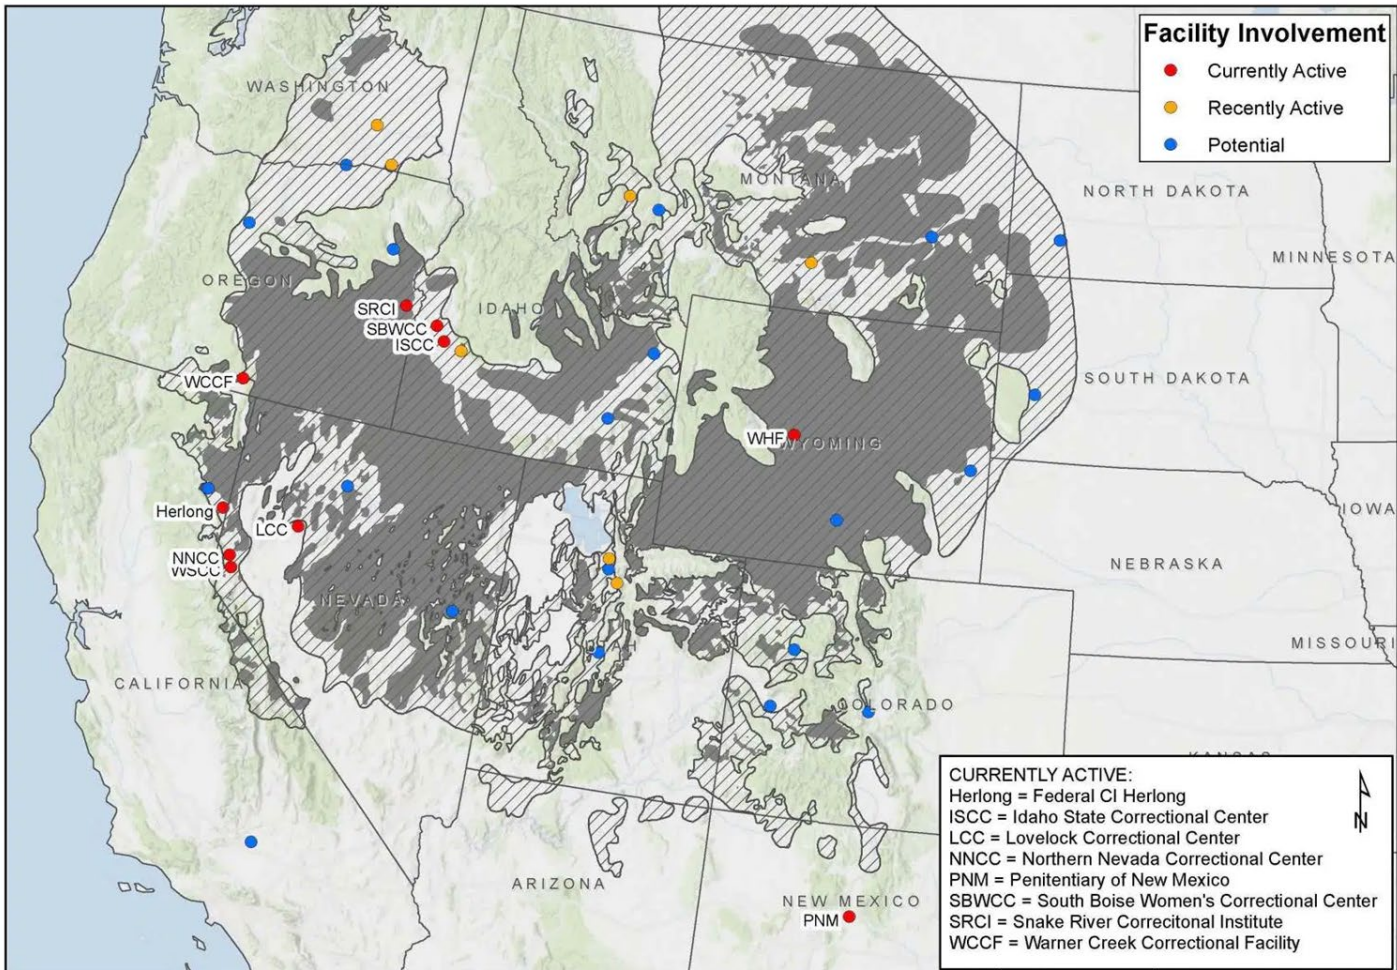 Facility Involvement
Currently Active
Recently Active
Potential
WASHINGTON
MONTANA
NORTH DAKOTA
MINNESOTA
OREGON
IDAHO
SRCI
SBWCC
ISCC
WCCF
SOUTH DAKOTA
WHF
WYOMING
Herlong
LCC
IOWA
NNCC
WSCC
NEBRASKA
NEVADA
UTAH
MISSOURI
CALIFORNIA
COLORADO
KANSAS
ARIZONA
NEW MEXICO
PNM
CURRENTLY ACTIVE:
Herlong = Federal CI Herlong
ISCC = Idaho State Correctional Center
LCC = Lovelock Correctional Center
NNCC = Northern Nevada Correctional Center
PNM = Penitentiary of New Mexico
SBWCC = South Boise Women's Correctional Center
SRCI = Snake River Correcitonal Institute
WCCF = Warner Creek Correctional Facility
N